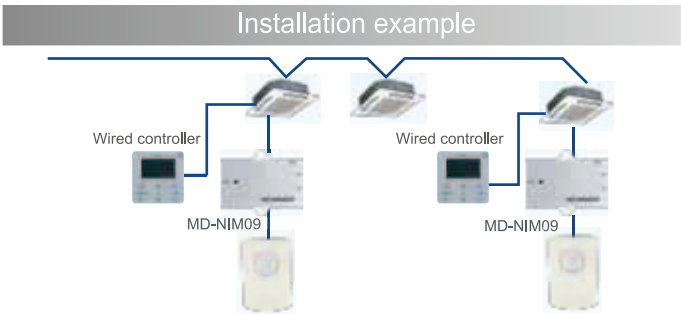 Installation example
Wired controller
Wired controller
MD-NIM09
MD-NIM09